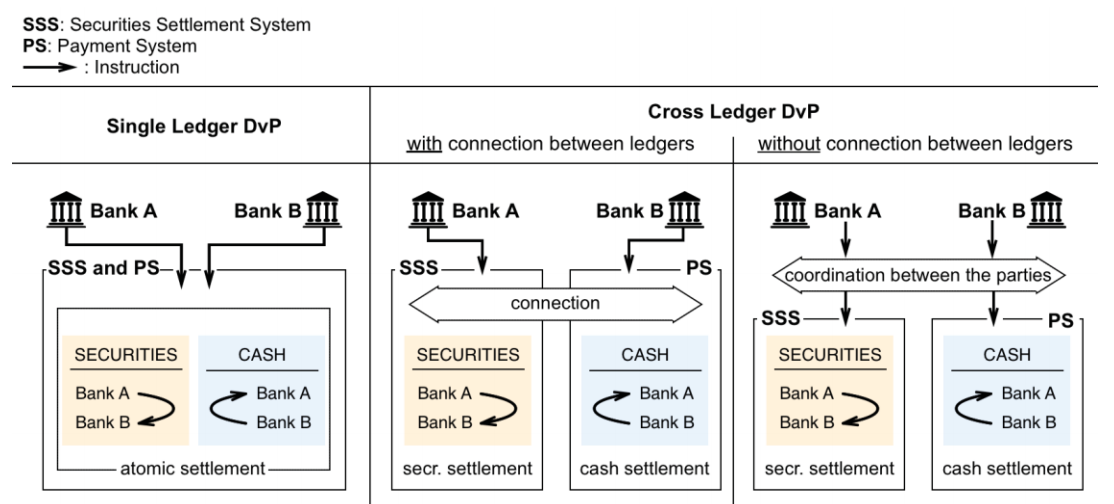 SSS: Securities Settlement System
PS: Payment System
: Instruction
Single Ledger DvP
Cross Ledger DvP
with connection between ledgers
without connection between ledgers
Bank A
Bank B
SSS and PS
SECURITIES
Bank A
Bank B
CASH
Bank A
Bank B
atomic settlement
Bank A
Bank B
SSS
PS
connection
SECURITIES
Bank A
Bank B
CASH
Bank A
Bank B
secr. settlement
cash settlement
Bank A
Bank B
coordination between the parties
SSS
PS
SECURITIES
Bank A
Bank B
CASH
Bank A
Bank B
secr. settlement
cash settlement